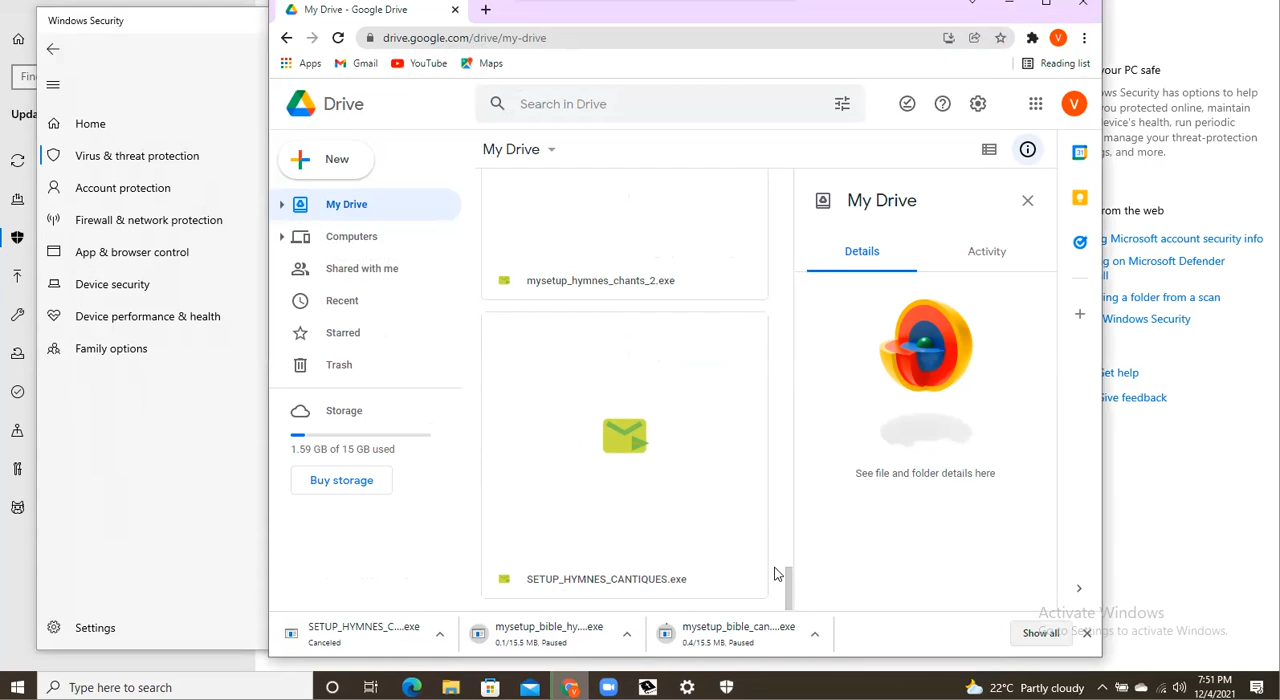 Windows Security
Home
Virus & threat protection
Account protection
Firewall & network protection
App & browser control
Device security
Device performance & health
Family options
Settings
Fin
Upda
My Drive - Google Drive
drive.google.com/drive/my-drive
V
Apps
Gmail
YouTube
Maps
Reading list
Drive
Search in Drive
V
New
My Drive
Computers
Shared with me
Recent
Starred
Trash
Storage
1.59 GB of 15 GB used
Buy storage
My Drive
mysetup_hymnes_chants_2.exe
SETUP_HYMNES_CANTIQUES.exe
My Drive
Details
Activity
See file and folder details here
31
SETUP_HYMNES_C....exe
Canceled
mysetup_bible_hy....exe
0.1/15.5 MB, Paused
mysetup_bible_can....exe
0.4/15.5 MB, Paused
Show all
your PC safe
ows Security has options to help
you protected online, maintain
device's health, run periodic
manage your threat-protection
gs, and more.
from the web
g Microsoft account security info
g on Microsoft Defender
ll
ing a folder from a scan
Windows Security
Get help
Give feedback
Activate Windows
Go to Settings to activate Windows.
Type here to search
22°C Partly cloudy
7:51 PM
12/4/2021